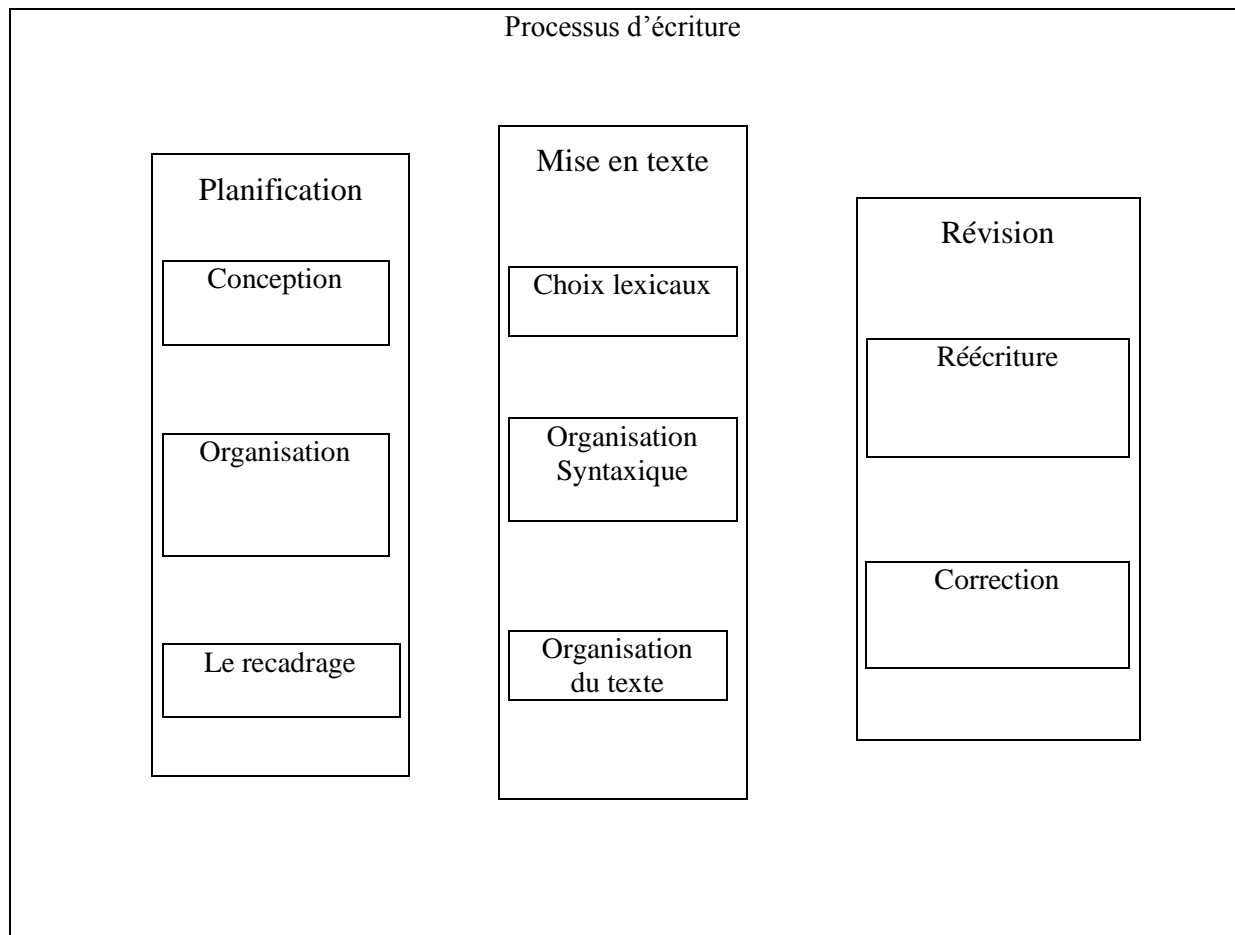 Processus d’écriture
Planification
Conception
Organisation
Le recadrage
Mise en texte
Choix lexicaux
Organisation
Syntaxique
Organisation
du texte
Révision
Réécriture
Correction